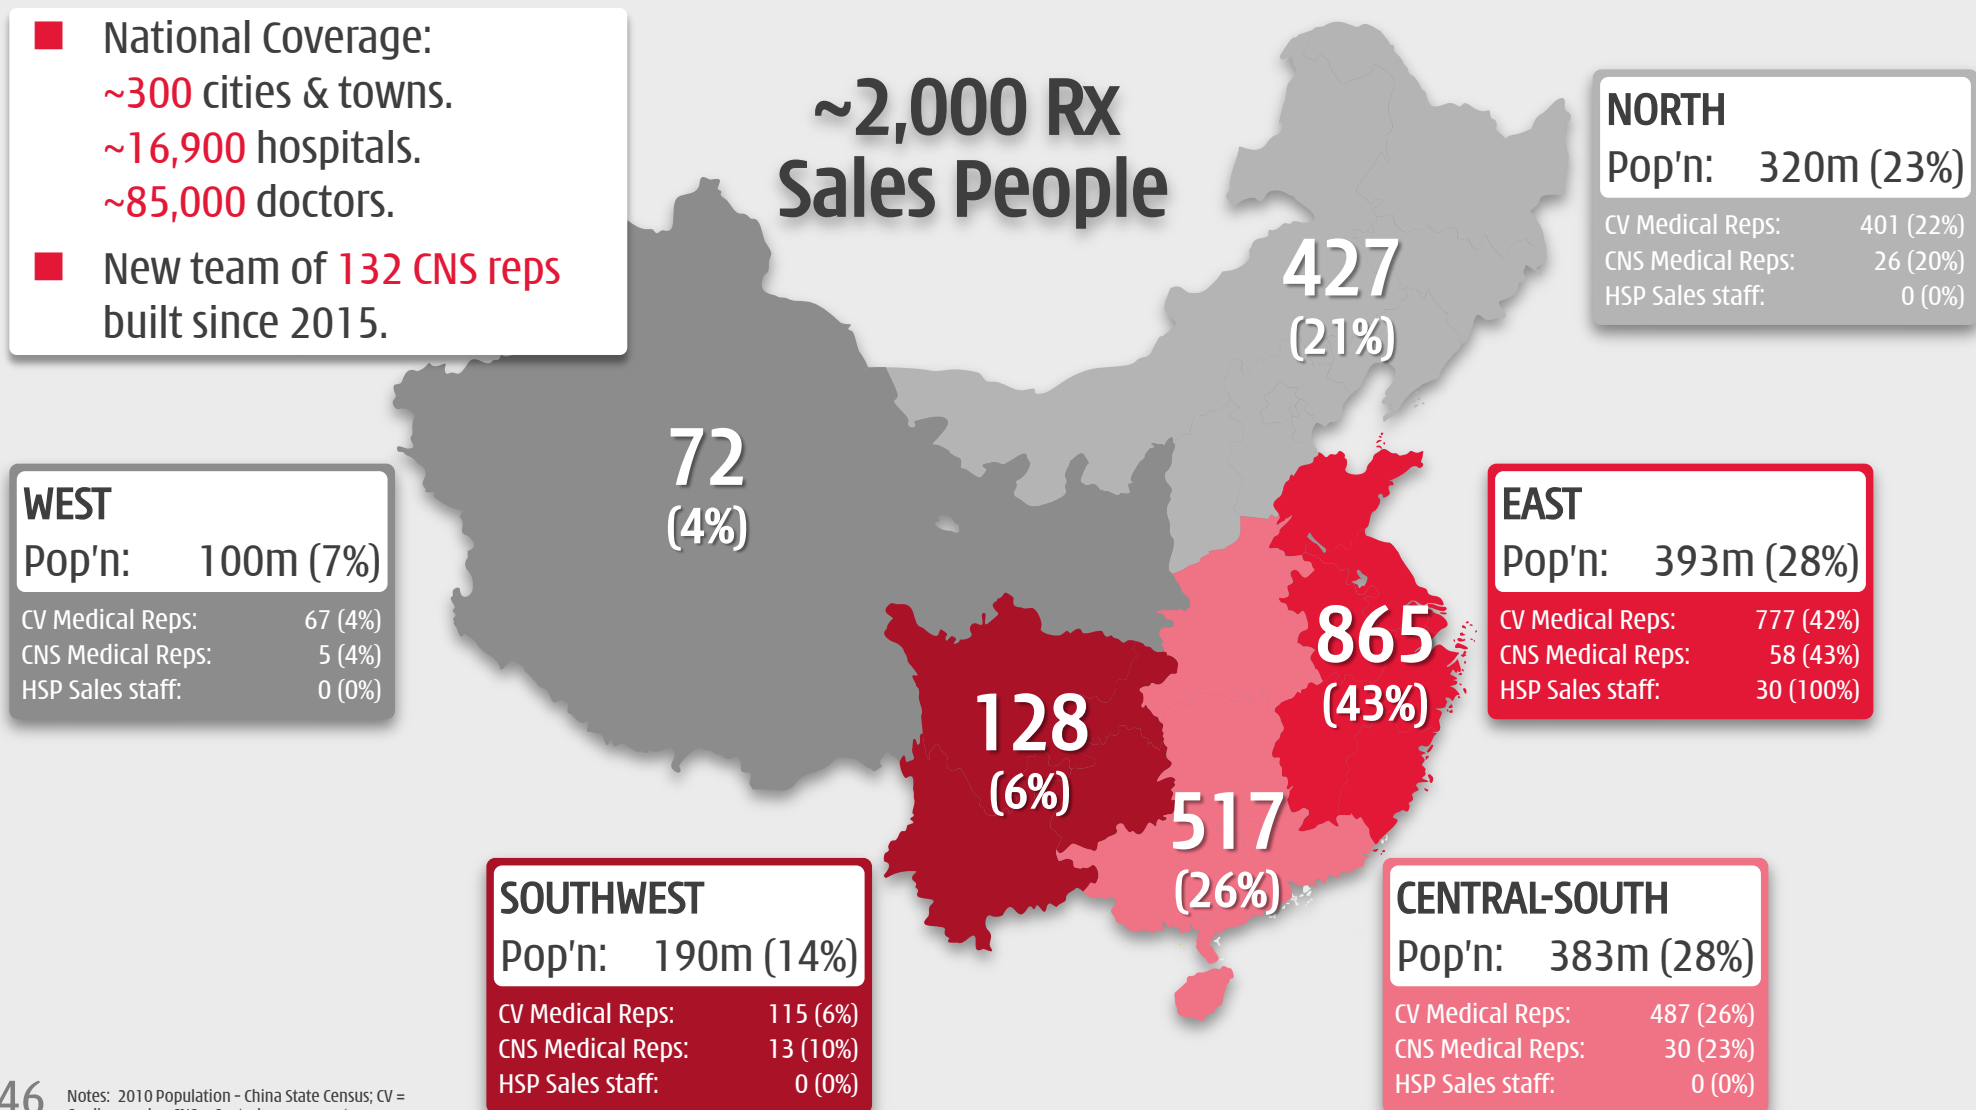 National Coverage:
~300 cities & towns.
~16,900 hospitals.
~85,000 doctors.
New team of 132 CNS reps
built since 2015.
~2,000 Rx
Sales People
NORTH
Pop'n: 320m (23%)
CV Medical Reps: 401 (22%)
CNS Medical Reps: 26 (20%)
HSP Sales staff: 0 (0%)
427
(21%)
72
(4%)
WEST
Pop'n: 100m (7%)
CV Medical Reps: 67 (4%)
CNS Medical Reps: 5 (4%)
HSP Sales staff: 0 (0%)
EAST
Pop'n: 393m (28%)
CV Medical Reps: 777 (42%)
CNS Medical Reps: 58 (43%)
HSP Sales staff: 30 (100%)
865
(43%)
128
(6%)
517
(26%)
SOUTHWEST
Pop'n: 190m (14%)
CV Medical Reps: 115 (6%)
CNS Medical Reps: 13 (10%)
HSP Sales staff: 0 (0%)
CENTRAL-SOUTH
Pop'n: 383m (28%)
CV Medical Reps: 487 (26%)
CNS Medical Reps: 30 (23%)
HSP Sales staff: 0 (0%)
46
Notes: 2010 Population - China State Census; CV =